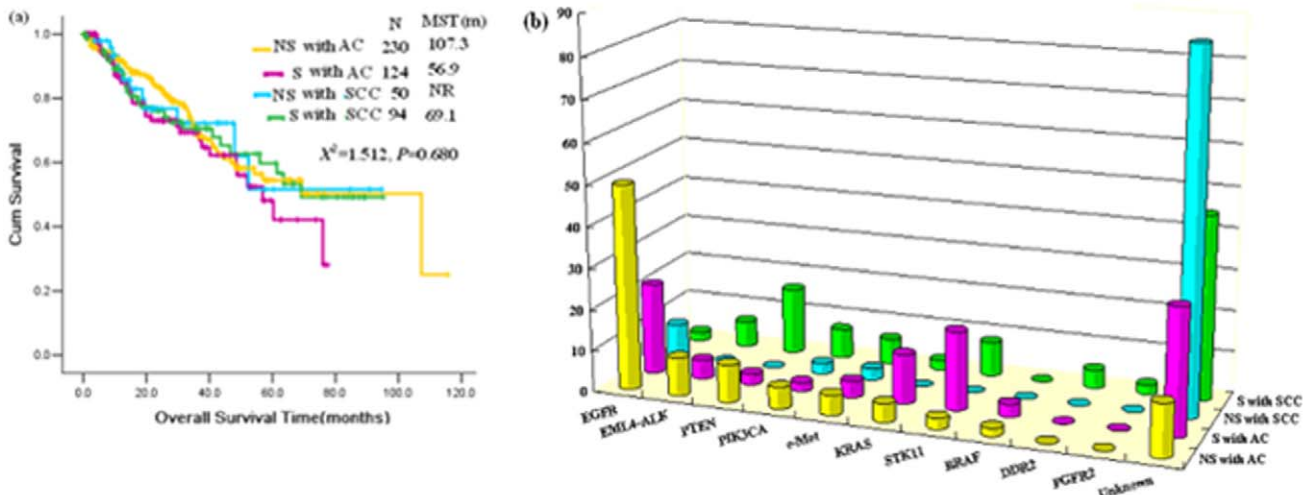 (a)
N MST(m)
NS with AC 230 107.3
S with AC 124 56.9
NS with SCC 50 NR
S with SCC 94 69.1
X²=1.512, P=0.680
Cum Survival
1.0
0.8
0.6
0.4
0.2
0.0
0.0 20.0 40.0 60.0 80.0 100.0 120.0
Overall Survival Time(months)
(b)
90
80
70
60
50
40
30
20
10
0
EGFR
EML4-ALK
PTEN
PIK3CA
c-Met
KRAS
STK11
BRAF
DDR2
FGFR2
Unknown
S with SCC
NS with SCC
S with AC
NS with AC